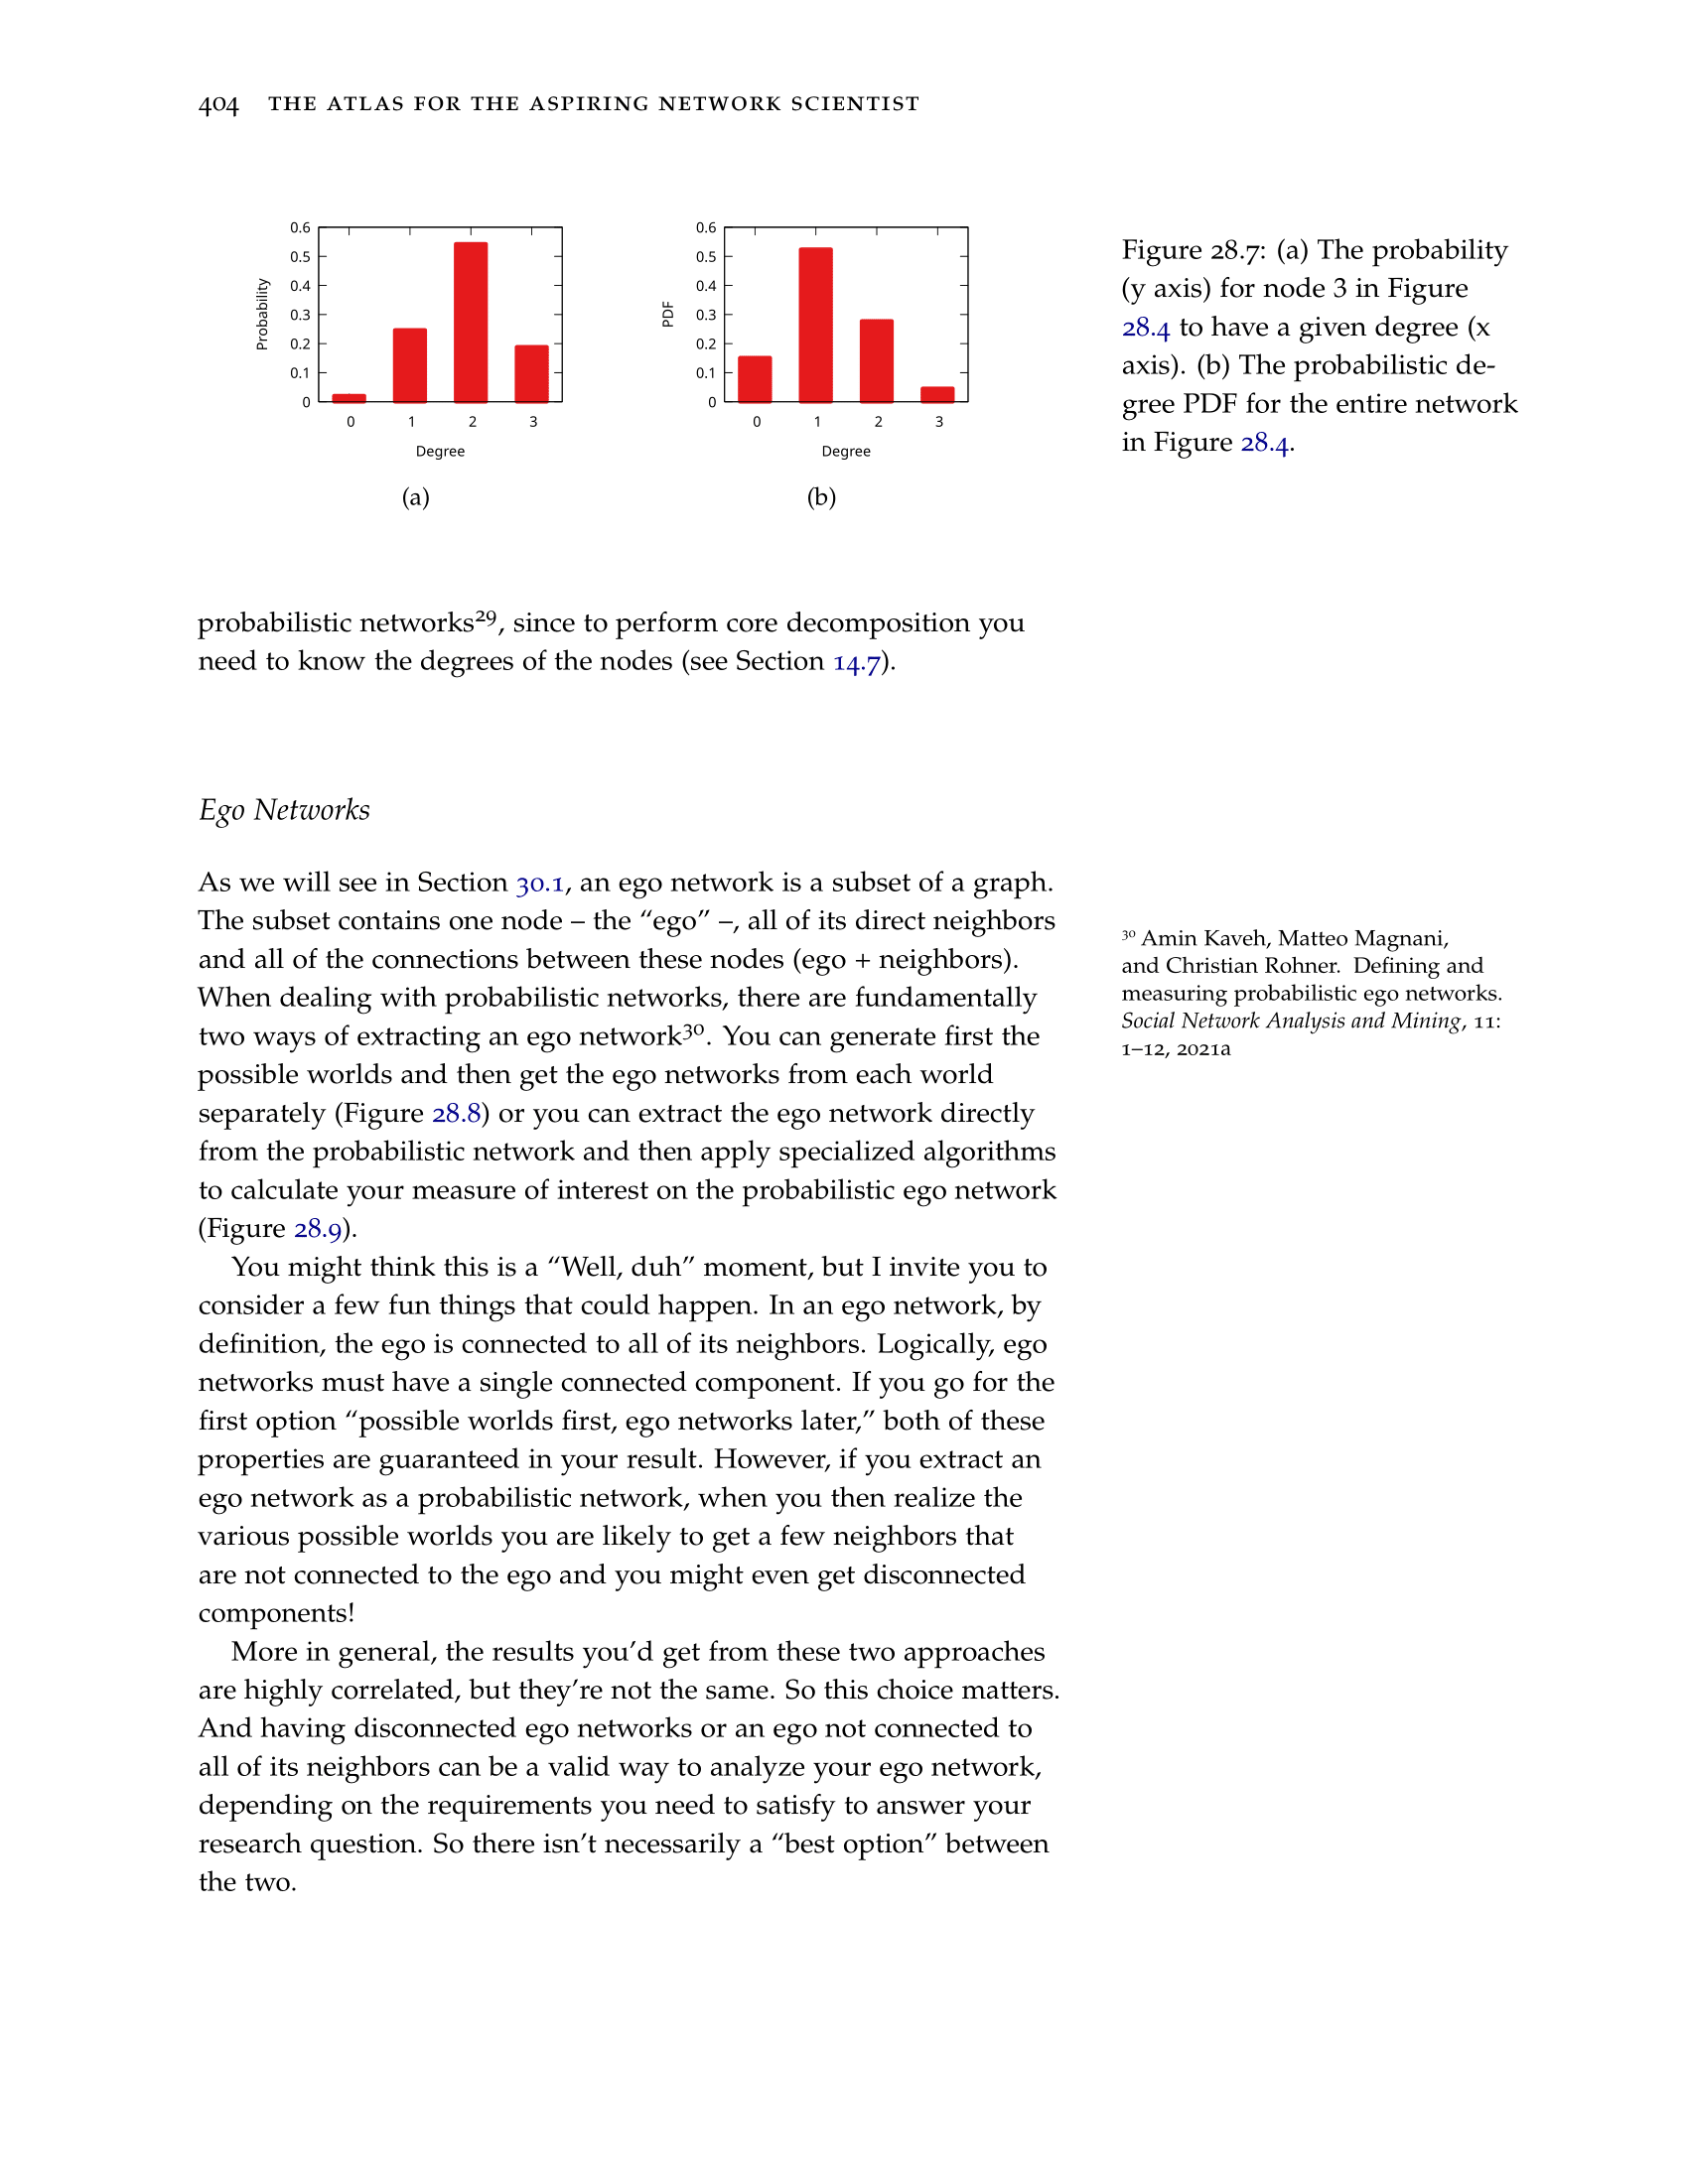 404 THE ATLAS FOR THE ASPIRING NETWORK SCIENTIST
0.6
0.5
0.4
0.3
0.2
0.1
0
Probability
0 1 2 3
Degree
(a)
0.6
0.5
0.4
0.3
0.2
0.1
0
PDF
0 1 2 3
Degree
(b)
Figure 28.7: (a) The probability
(y axis) for node 3 in Figure
28.4 to have a given degree (x
axis). (b) The probabilistic de-
gree PDF for the entire network
in Figure 28.4.
probabilistic networks²⁹, since to perform core decomposition you
need to know the degrees of the nodes (see Section 14.7).
Ego Networks
As we will see in Section 30.1, an ego network is a subset of a graph.
The subset contains one node – the “ego” –, all of its direct neighbors
and all of the connections between these nodes (ego + neighbors).
When dealing with probabilistic networks, there are fundamentally
two ways of extracting an ego network³⁰. You can generate first the
possible worlds and then get the ego networks from each world
separately (Figure 28.8) or you can extract the ego network directly
from the probabilistic network and then apply specialized algorithms
to calculate your measure of interest on the probabilistic ego network
(Figure 28.9).
You might think this is a “Well, duh” moment, but I invite you to
consider a few fun things that could happen. In an ego network, by
definition, the ego is connected to all of its neighbors. Logically, ego
networks must have a single connected component. If you go for the
first option “possible worlds first, ego networks later,” both of these
properties are guaranteed in your result. However, if you extract an
ego network as a probabilistic network, when you then realize the
various possible worlds you are likely to get a few neighbors that
are not connected to the ego and you might even get disconnected
components!
More in general, the results you’d get from these two approaches
are highly correlated, but they’re not the same. So this choice matters.
And having disconnected ego networks or an ego not connected to
all of its neighbors can be a valid way to analyze your ego network,
depending on the requirements you need to satisfy to answer your
research question. So there isn’t necessarily a “best option” between
the two.
³⁰ Amin Kaveh, Matteo Magnani,
and Christian Rohner. Defining and
measuring probabilistic ego networks.
Social Network Analysis and Mining, 11:
1–12, 2021a